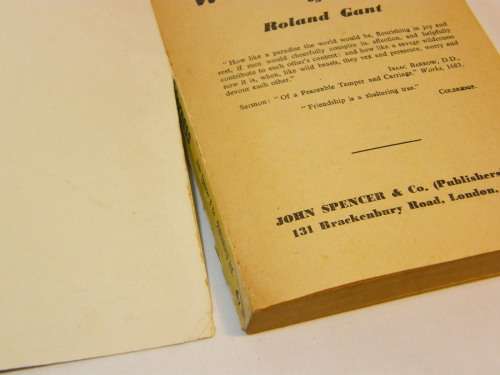 Roland Gant
"How like a paradise the world would be, flourishing in joy and
rest, if men would cheerfully conspire in affection, and helpfully
contribute to each other's content: and how like a savage wilderness
now it is, when, like wild beasts, they vex and persecute, worry and
devour each other."
ISAAC BARROW, D.D.,
SERMON: "Of a Peaceable Temper and Carriage," Works, 1683.
"Friendship is a sheltering tree."
COLERIDGE.
JOHN SPENCER & Co. (Publishers
131 Brackenbury Road, London.